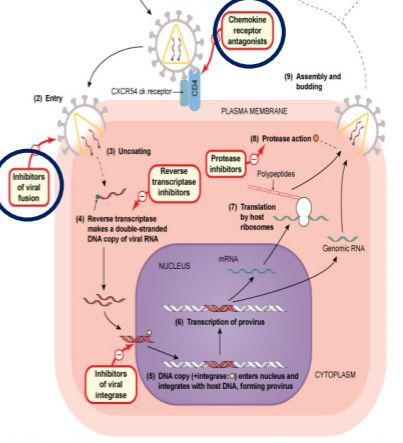 Chemokine
receptor
antagonists
CXCR54 ck receptor
CD4
(9) Assembly and
budding
(2) Entry
PLASMA MEMBRANE
(3) Uncoating
(8) Protease action
Protease
inhibitors
Inhibitors
of viral
fusion
Reverse
transcriptase
inhibitors
Polypeptides
(4) Reverse transcriptase
makes a double-stranded
DNA copy of viral RNA
(7) Translation
by host
ribosomes
Genomic RNA
NUCLEUS
mRNA
(6) Transcription of provirus
Inhibitors
of viral
integrase
(5) DNA copy (+integrase: ) enters nucleus and
integrates with host DNA, forming provirus
CYTOPLASM